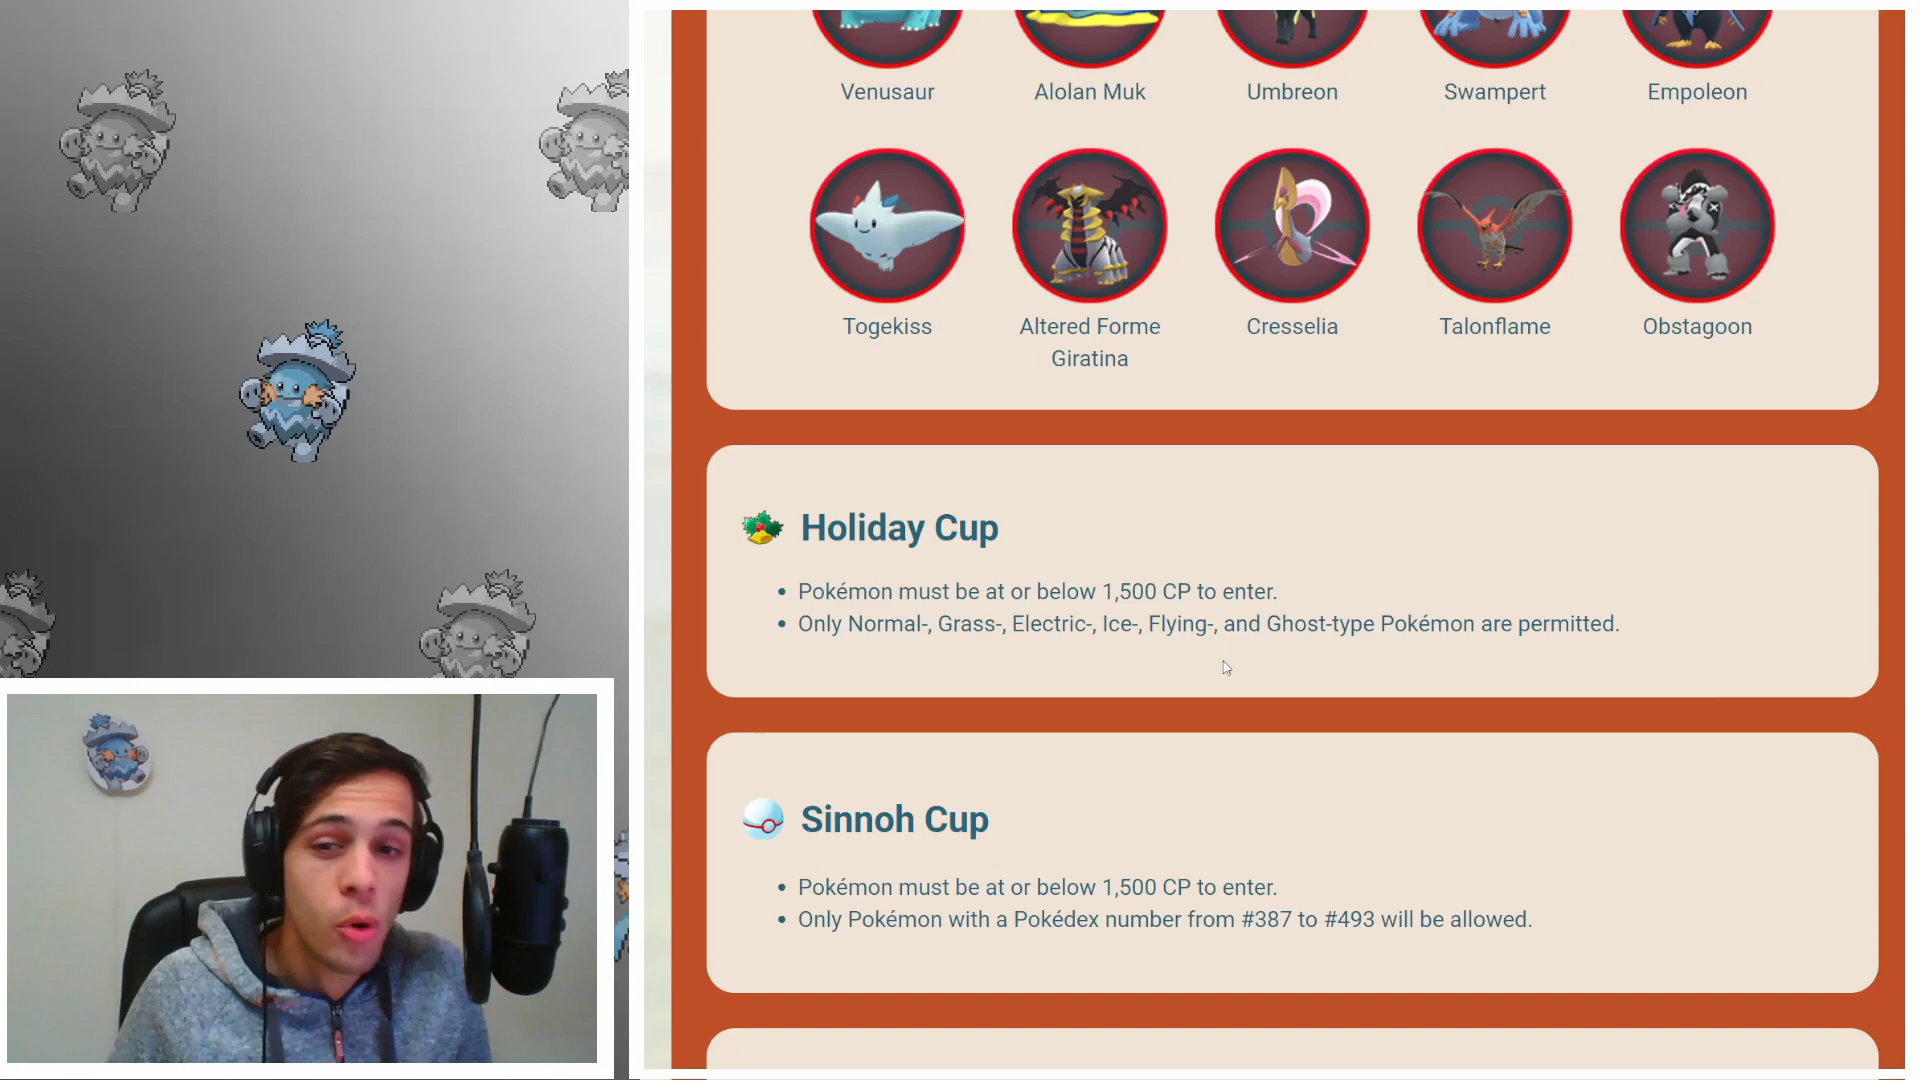 Venusaur
Alolan Muk
Umbreon
Swampert
Empoleon
Togekiss
Altered Forme
Giratina
Cresselia
Talonflame
Obstagoon
Holiday Cup
• Pokémon must be at or below 1,500 CP to enter.
• Only Normal-, Grass-, Electric-, Ice-, Flying-, and Ghost-type Pokémon are permitted.
Sinnoh Cup
• Pokémon must be at or below 1,500 CP to enter.
• Only Pokémon with a Pokédex number from #387 to #493 will be allowed.